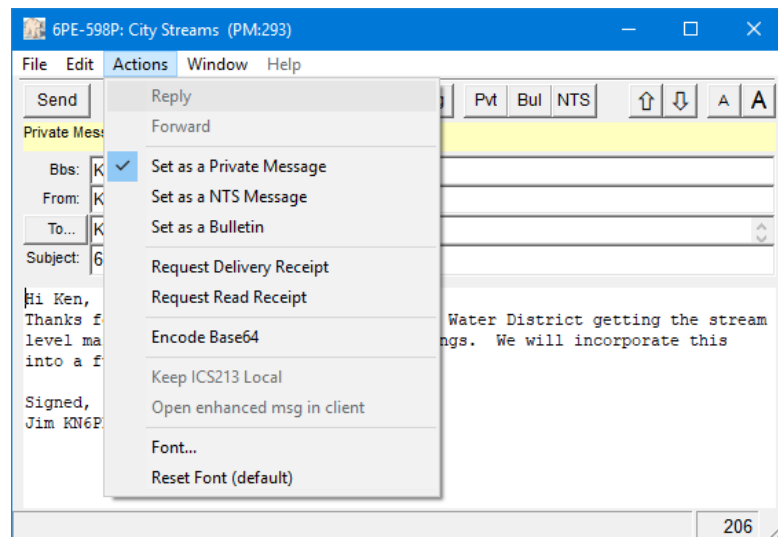 6PE-598P: City Streams (PM:293)
File Edit Actions Window Help
Send Pvt Bul NTS A A
Private
Bbs: K
From: K
To... K
Subject: 6
Reply
Forward
Set as a Private Message
Set as a NTS Message
Set as a Bulletin
Request Delivery Receipt
Request Read Receipt
Encode Base64
Keep ICS213 Local
Open enhanced msg in client
Font...
Reset Font (default)
Hi Ken,
Thanks f Water District getting the stream
level ma ngs. We will incorporate this
into a f
Signed,
Jim KN6P
206